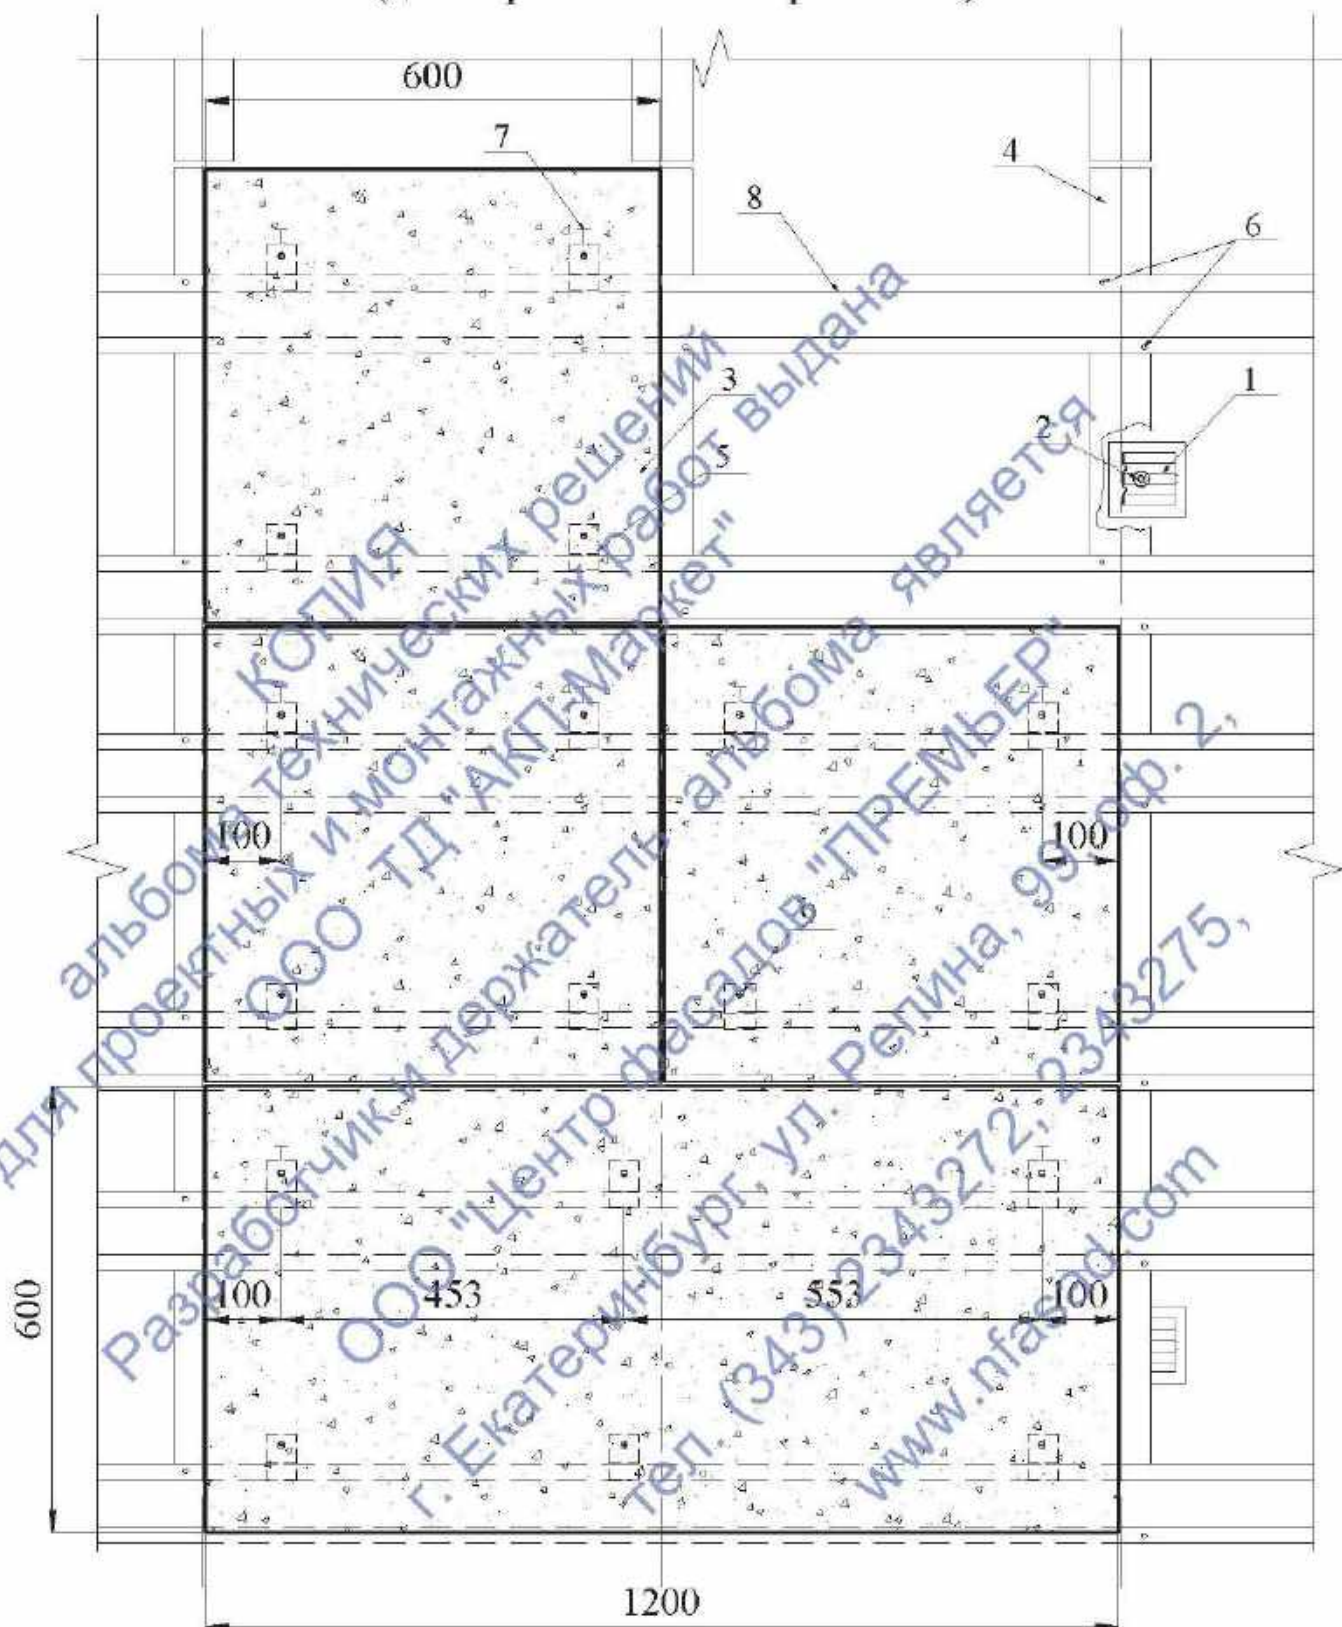 600
7
4
8
6
3
1
5
2
100
100
9
600
100
453
553
100
1200
КОПИЯ
альбома технических решений
для проектных и монтажных работ выдана
ООО ТД "АКП-Маркет"
Разработчик и держатель альбома является
ООО "Центр фасадов "ПРЕМЬЕР"
г. Екатеринбург, ул. Репина, 99 оф. 2,
тел. (343) 2343272, 2343275,
www.nfasad.com